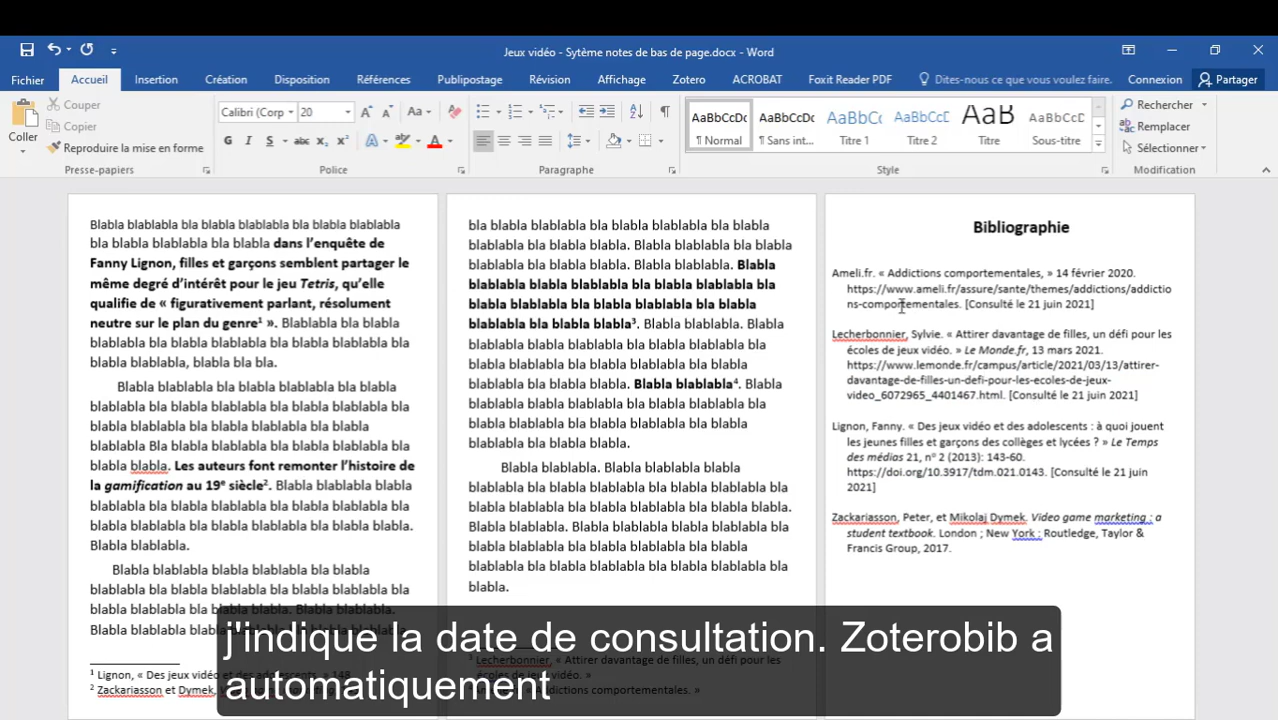 Jeux vidéo - Sytème notes de bas de page.docx - Word
Fichier Accueil Insertion Création Disposition Références Publipostage Révision Affichage Zotero ACROBAT Foxit Reader PDF Dites-nous ce que vous voulez faire. Connexion Partager
Coller
Couper
Copier
Reproduire la mise en forme
Presse-papiers
Calibri (Corp 20
Police
Paragraphe
AaBbCcDc AaBbCcDc AaBbCc AaBbCcD AaB AaBbCcD
¶ Normal ¶ Sans int... Titre 1 Titre 2 Titre Sous-titre
Style
Rechercher
Remplacer
Sélectionner
Modification
Blabla blablabla bla blabla blablabla bla blabla blablabla
bla blabla blablabla bla blabla dans l'enquête de
Fanny Lignon, filles et garçons semblent partager le
même degré d'intérêt pour le jeu Tetris, qu'elle
qualifie de « figurativement parlant, résolument
neutre sur le plan du genre¹ ». Blabla bla blabla
blablabla bla blabla blablabla bla blabla blablabla bla
blabla blablabla, blabla bla bla.
Blabla blablabla bla blabla blablabla bla blabla
blablabla bla blabla blablabla bla blabla blablabla
bla blabla blablabla bla blabla blablabla bla blabla
blablabla Bla blablabla bla blabla blablabla bla
blabla blabla. Les auteurs font remonter l'histoire de
la gamification au 19e siècle². Blabla bla blabla
blablabla bla blabla blablabla bla blabla blablabla
bla blabla blablabla bla blabla blablabla.
Blabla blablabla.
Blabla blablabla bla blabla blablabla bla
blablabla bla blabla blablabla bla blabla bla
blablabla bla blabla blablabla. Blabla blablabla.
Blabla blablabla
¹ Lignon, « Des jeux vidéo et des adolescents », 148.
² Zackariasson et Dymek,
bla blabla blablabla bla blabla blablabla bla blabla
blablabla bla blabla blablabla bla blabla blablabla
bla blabla blablabla. Blabla blablabla. Blabla
blablabla bla blabla blablabla bla blabla blablabla
bla blabla blablabla bla blabla blablabla
blablabla bla blabla blabla³. Blabla blablabla. Blabla
blablabla bla blabla blablabla bla blabla blablabla
bla blabla blablabla bla blabla blablabla bla blabla
blablabla bla blabla blabla. Blabla blablabla⁴. Blabla
blablabla bla blabla blablabla bla blabla bla
blablabla bla blabla blablabla bla blabla blablabla
bla blabla blablabla bla blabla.
Blabla blablabla. Blabla blablabla blabla
blablabla bla blabla blablabla bla blabla blablabla
bla blabla blablabla bla blabla blablabla blablabla.
Blabla blablabla. Blabla blablabla bla blabla
blablabla bla blabla blablabla bla blabla blablabla
bla blabla blablabla bla blabla blablabla bla blabla
blabla.
³ Lecherbonnier, « Attirer davantage de filles, un défi pour les
écoles de jeux vidéo. »
« Addictions comportementales. »
Bibliographie
Ameli.fr. « Addictions comportementales, » 14 février 2020.
https://www.ameli.fr/assure/sante/themes/addictions/addictio
ns-comportementales. [Consulté le 21 juin 2021]
Lecherbonnier, Sylvie. « Attirer davantage de filles, un défi pour les
écoles de jeux vidéo. » Le Monde.fr, 13 mars 2021.
https://www.lemonde.fr/campus/article/2021/03/13/attirer-
davantage-de-filles-un-defi-pour-les-ecoles-de-jeux-
video_6072965_4401467.html. [Consulté le 21 juin 2021]
Lignon, Fanny. « Des jeux vidéo et des adolescents : à quoi jouent
les jeunes filles et garçons des collèges et lycées ? » Le Temps
des médias 21, nº 2 (2013): 143-60.
https://doi.org/10.3917/tdm.021.0143. [Consulté le 21 juin
2021]
Zackariasson, Peter, et Mikolaj Dymek. Video game marketing : a
student textbook. London ; New York : Routledge, Taylor &
Francis Group, 2017.
j'indique la date de consultation. Zoterobib a
automatiquement